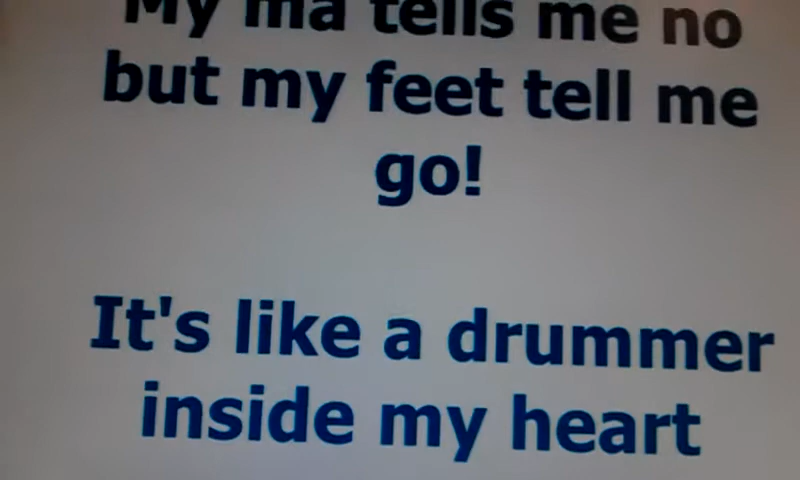 My ma tells me no
but my feet tell me
go!
It's like a drummer
inside my heart